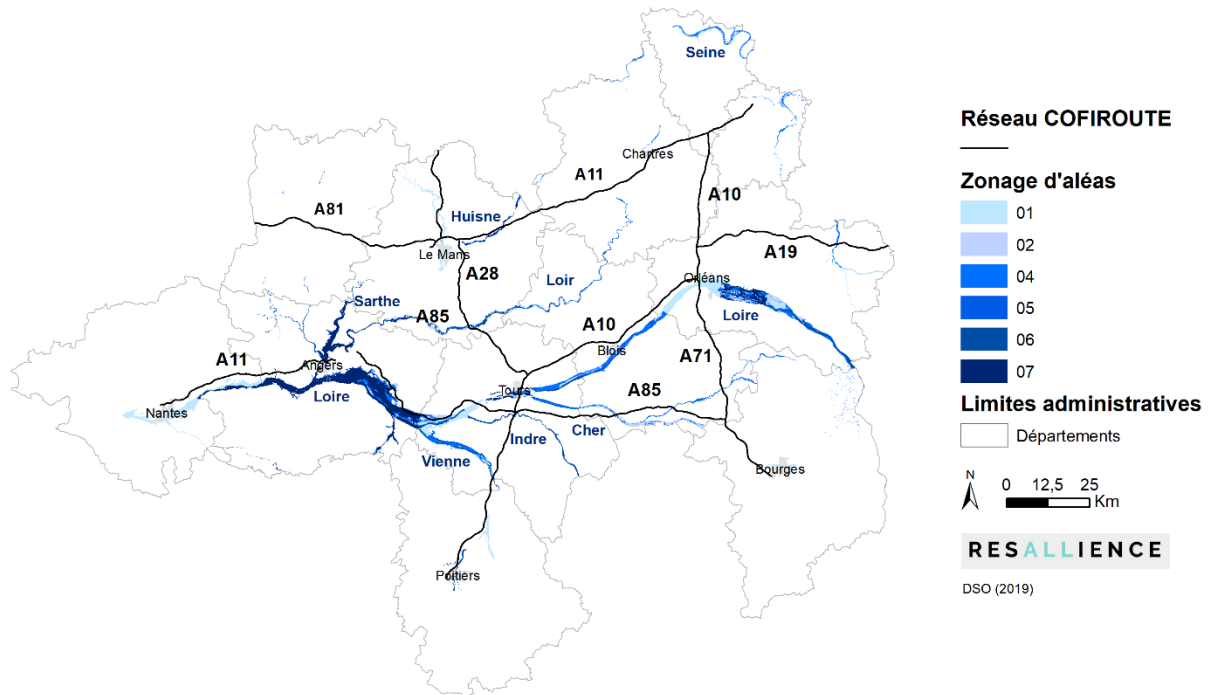 Seine
Chartres
A11
A10
A81
Huisne
Le Mans
A19
A28
Loir
Orléans
Sarthe
A85
A10
Loire
Blois
A11
Angers
A71
Tours
A85
Loire
Nantes
Cher
Indre
Vienne
Bourges
Poitiers
Réseau COFIROUTE
Zonage d'aléas
01
02
04
05
06
07
Limites administratives
Départements
N
0 12,5 25
Km
RESALLIENCE
DSO (2019)